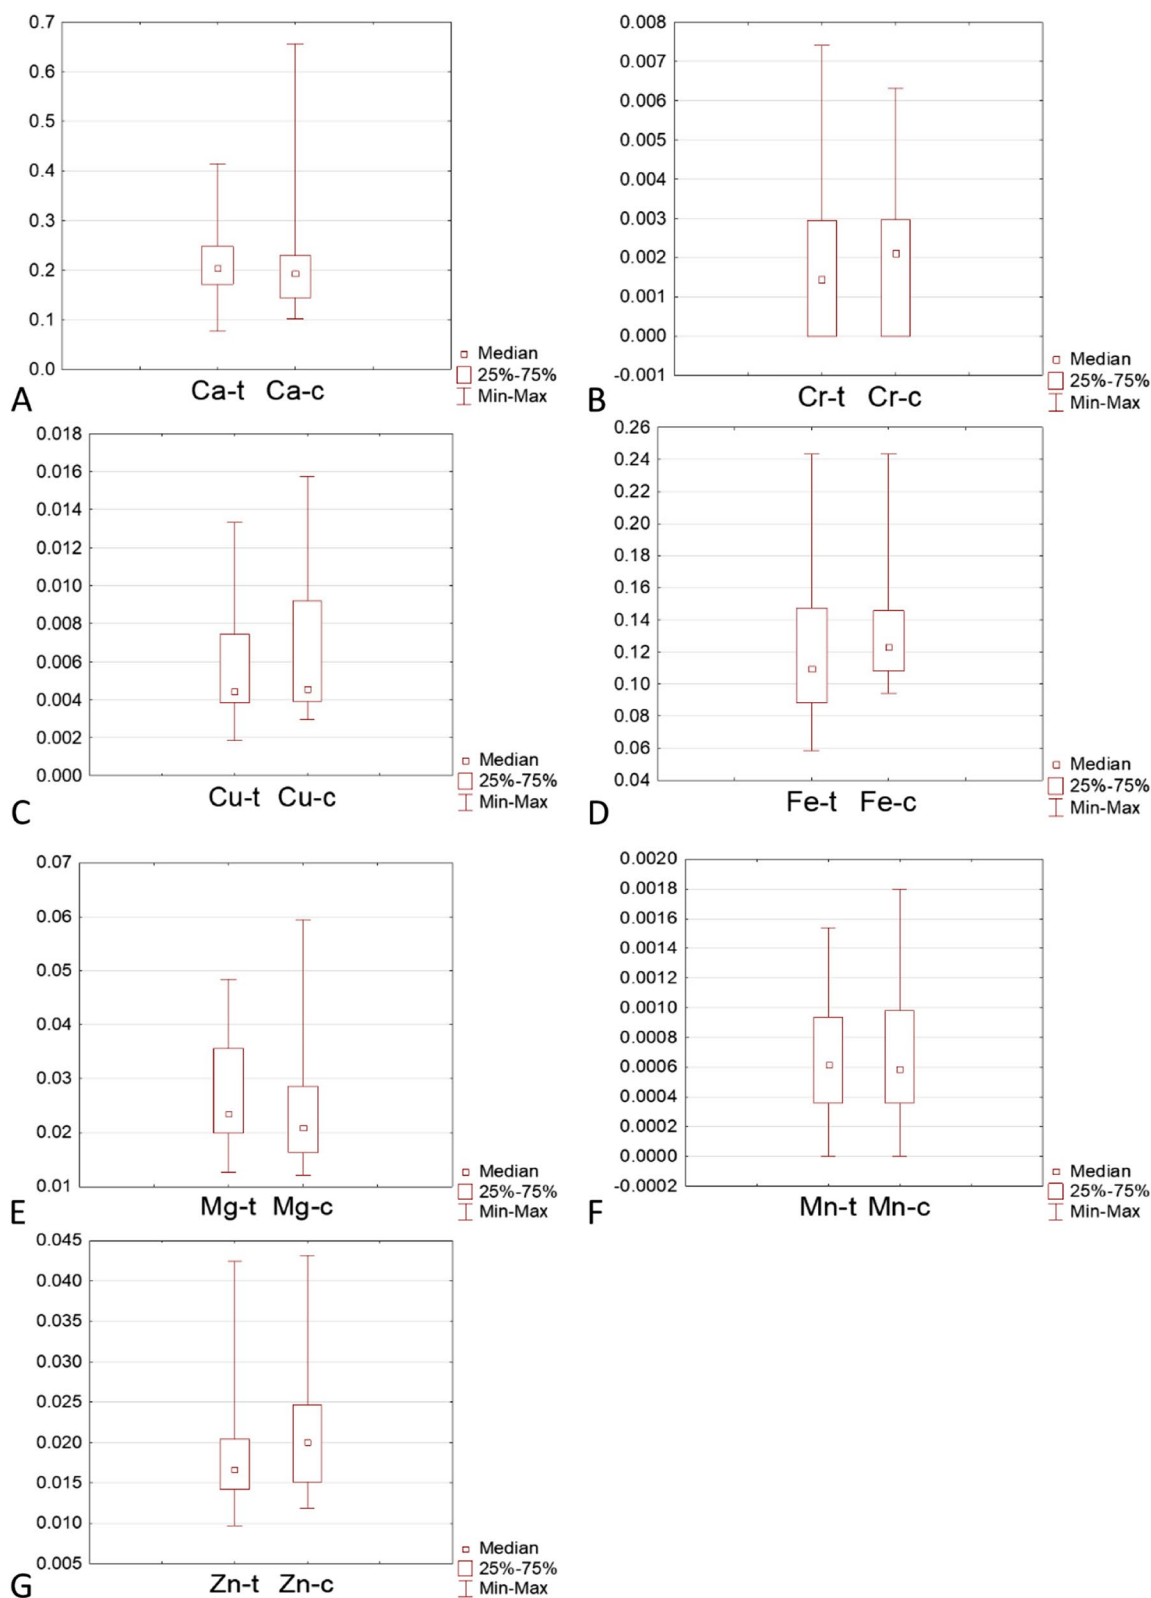 0.7
0.6
0.5
0.4
0.3
0.2
0.1
0.0
Ca-t Ca-c
Median
25%-75%
Min-Max
A
0.008
0.007
0.006
0.005
0.004
0.003
0.002
0.001
0.000
-0.001
Cr-t Cr-c
Median
25%-75%
Min-Max
B
0.018
0.016
0.014
0.012
0.010
0.008
0.006
0.004
0.002
0.000
Cu-t Cu-c
Median
25%-75%
Min-Max
C
0.26
0.24
0.22
0.20
0.18
0.16
0.14
0.12
0.10
0.08
0.06
0.04
Fe-t Fe-c
Median
25%-75%
Min-Max
D
0.07
0.06
0.05
0.04
0.03
0.02
0.01
Mg-t Mg-c
Median
25%-75%
Min-Max
E
0.0020
0.0018
0.0016
0.0014
0.0012
0.0010
0.0008
0.0006
0.0004
0.0002
0.0000
-0.0002
Mn-t Mn-c
Median
25%-75%
Min-Max
F
0.045
0.040
0.035
0.030
0.025
0.020
0.015
0.010
0.005
Zn-t Zn-c
Median
25%-75%
Min-Max
G